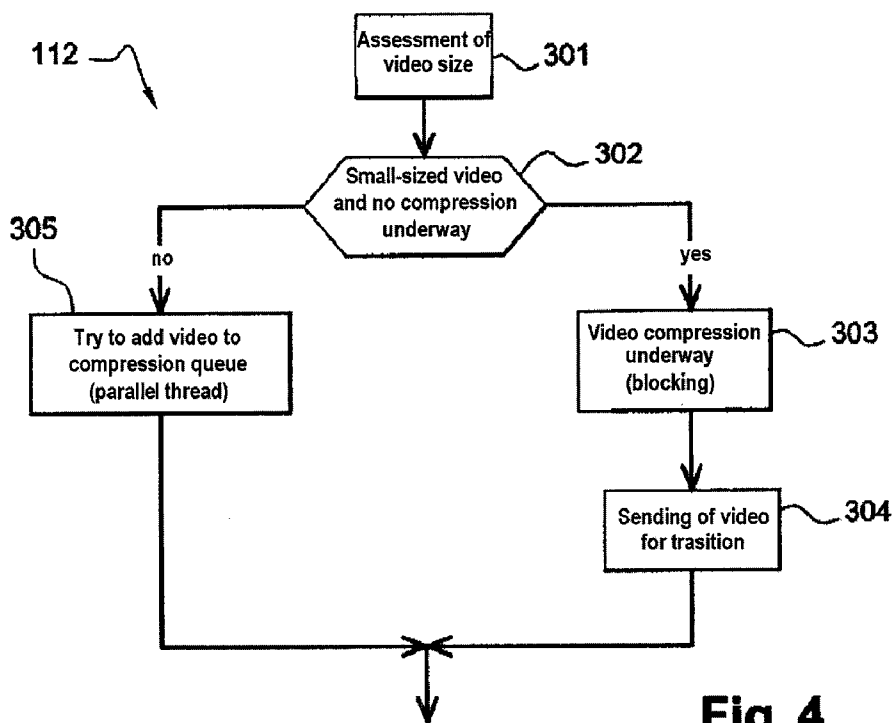 112
Assessment of
video size
301
302
Small-sized video
and no compression
underway
305
no
yes
Try to add video to
compression queue
(parallel thread)
Video compression
underway
(blocking)
303
Sending of video
for trasition
304
Fig. 4